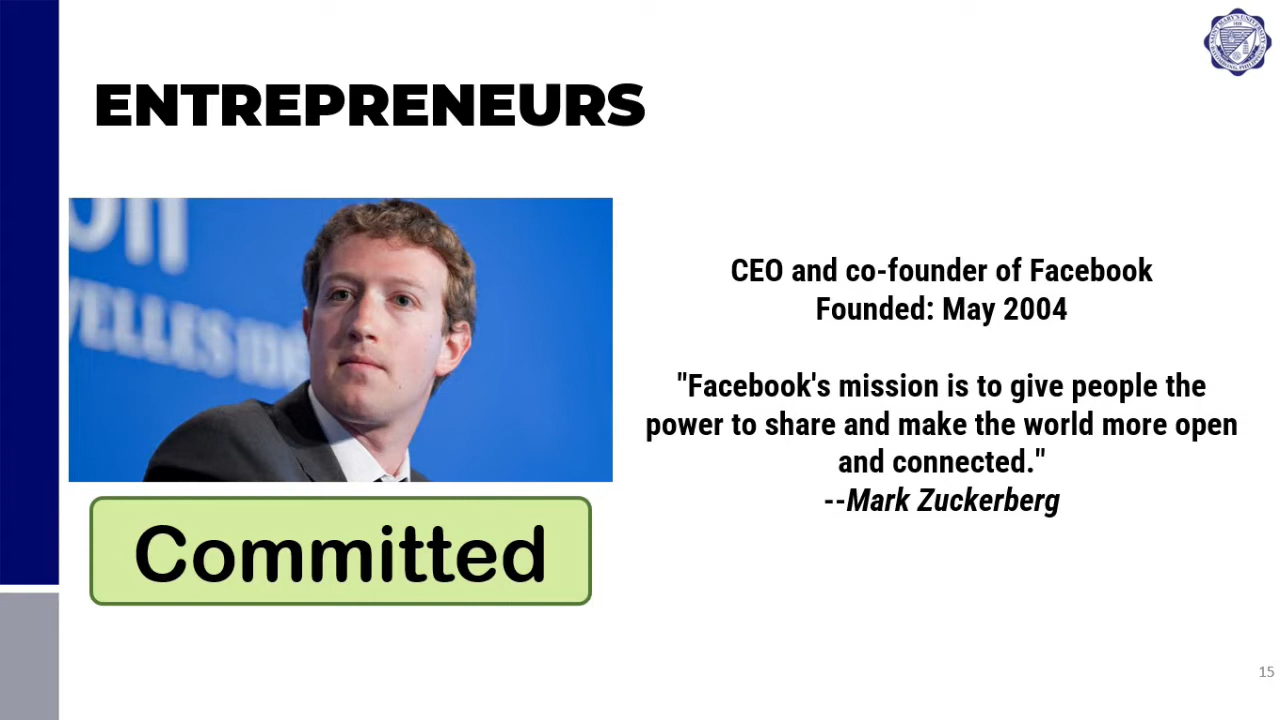 ENTREPRENEURS
CEO and co-founder of Facebook
Founded: May 2004
"Facebook's mission is to give people the
power to share and make the world more open
and connected."
--Mark Zuckerberg
Committed
15